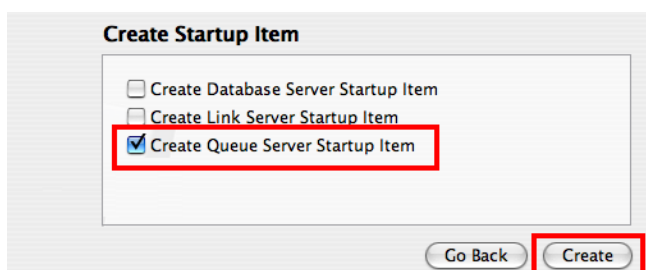 Create Startup Item
Create Database Server Startup Item
Create Link Server Startup Item
Create Queue Server Startup Item
Go Back Create